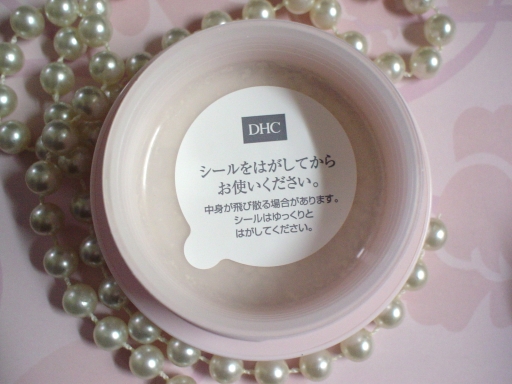 DHC
シールをはがしてから
お使いください。
中身が飛び散る場合があります。
シールはゆっくりと
はがしてください。